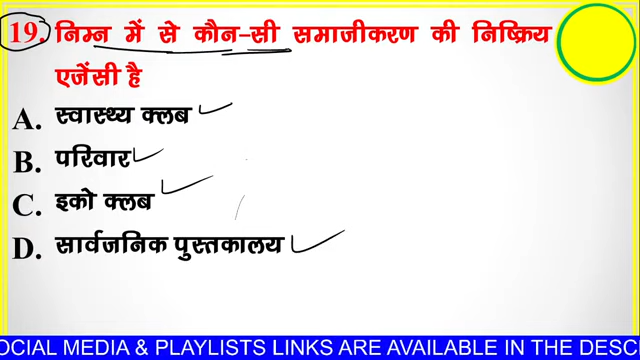 19. निम्न में से कौन-सी समाजीकरण की निष्क्रिय
एजेंसी है
A. स्वास्थ्य क्लब
B. परिवार
C. इको क्लब
D. सार्वजनिक पुस्तकालय
OCIAL MEDIA & PLAYLISTS LINKS ARE AVAILABLE IN THE DESC